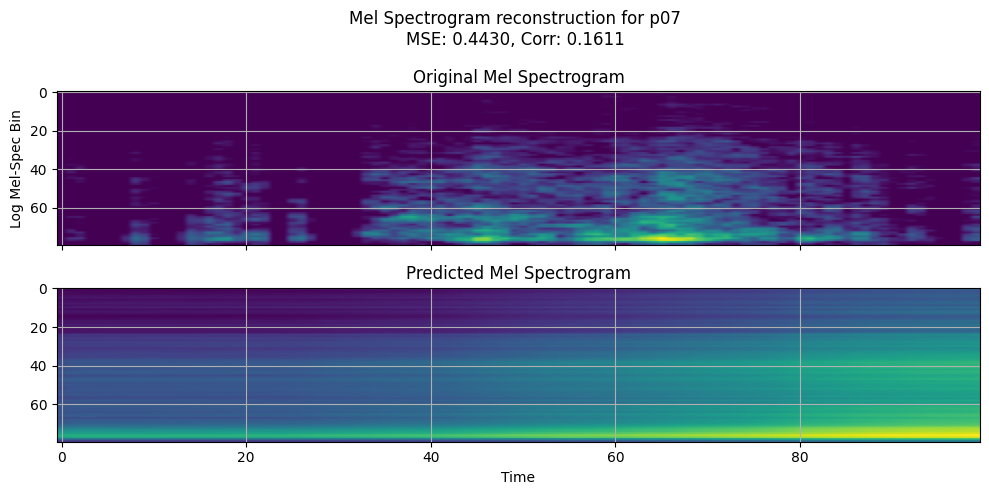 Mel Spectrogram reconstruction for p07
MSE: 0.4430, Corr: 0.1611
Original Mel Spectrogram
Log Mel-Spec Bin
0
20
40
60
Predicted Mel Spectrogram
0
20
40
60
0 20 40 60 80
Time